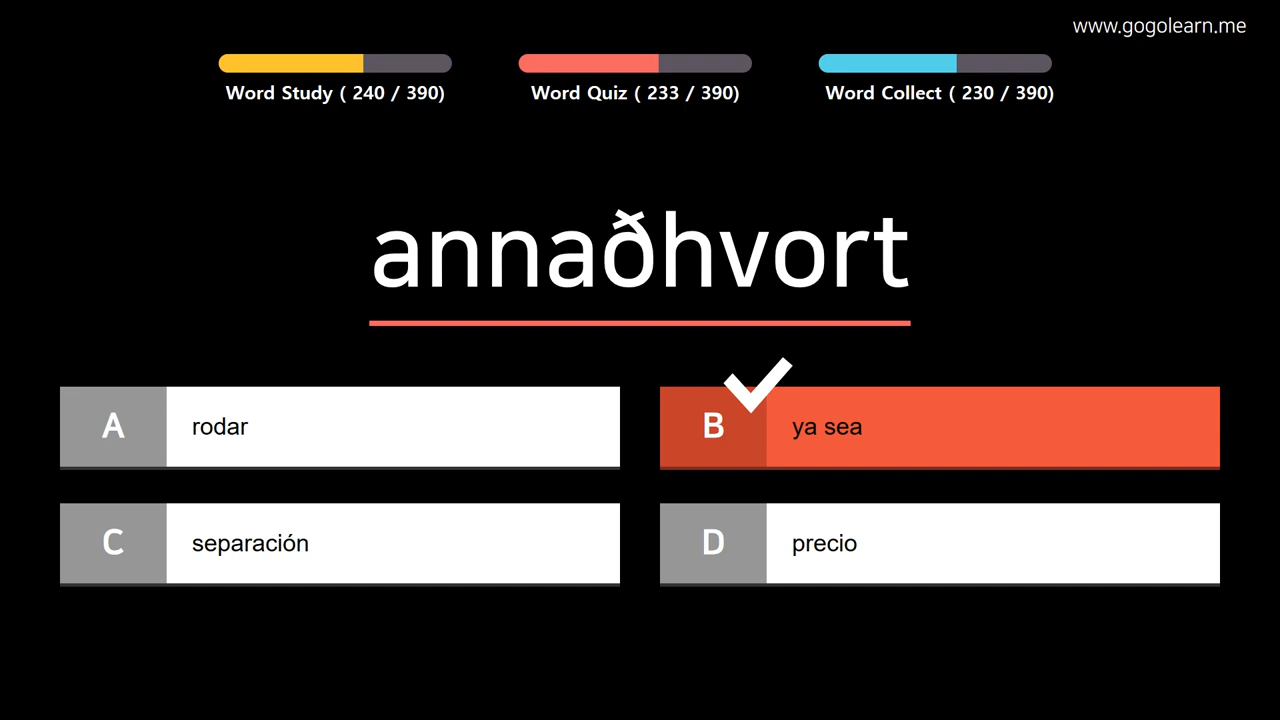 www.gogolearn.me
Word Study ( 240 / 390)
Word Quiz ( 233 / 390)
Word Collect ( 230 / 390)
annaðhvort
A rodar
B ya sea
C separación
D precio